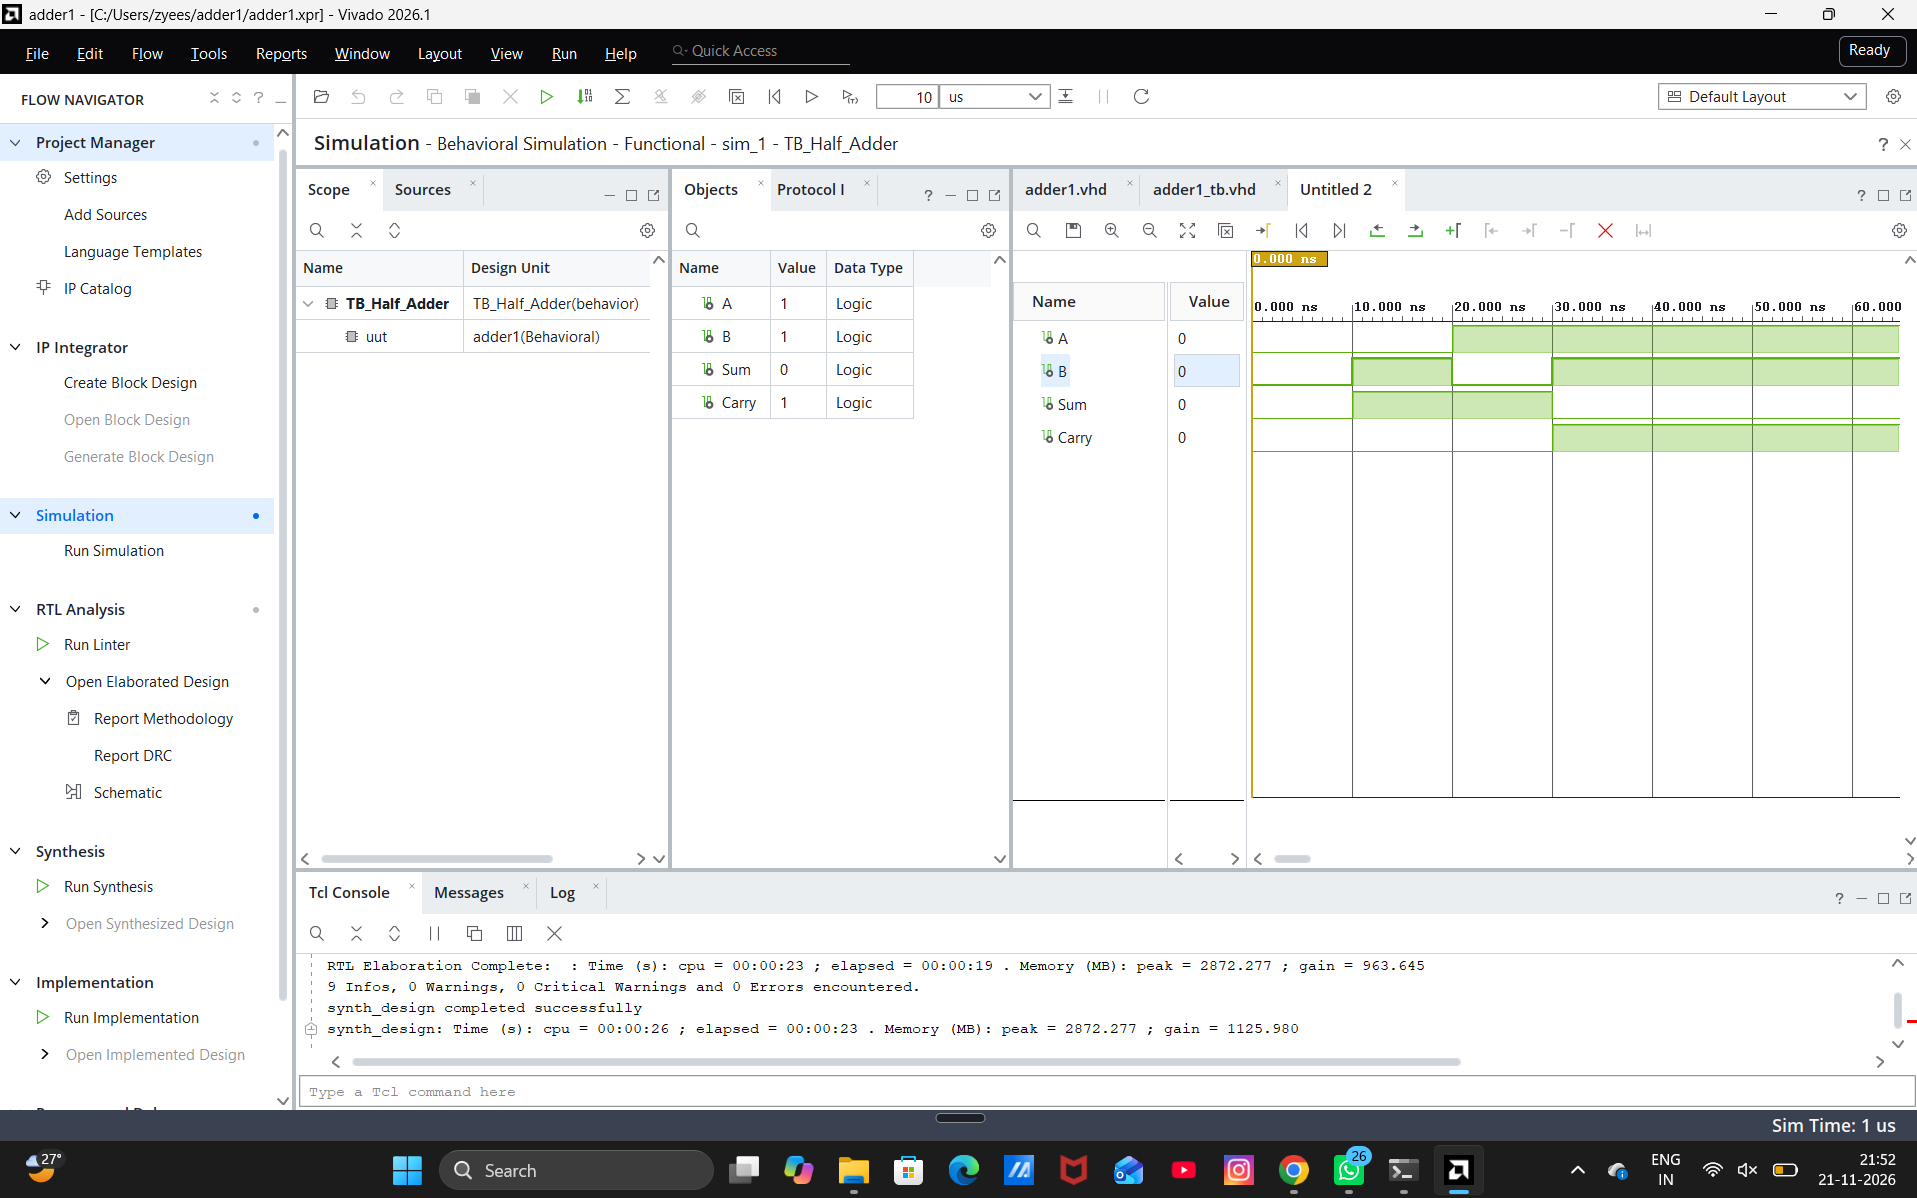 adder1 - [C:/Users/zyees/adder1/adder1.xpr] - Vivado 2026.1
File Edit Flow Tools Reports Window Layout View Run Help Quick Access Ready
FLOW NAVIGATOR
10 us
Default Layout
Project Manager
Settings
Add Sources
Language Templates
IP Catalog
IP Integrator
Create Block Design
Open Block Design
Generate Block Design
Simulation
Run Simulation
RTL Analysis
Run Linter
Open Elaborated Design
Report Methodology
Report DRC
Schematic
Synthesis
Run Synthesis
Open Synthesized Design
Implementation
Run Implementation
Open Implemented Design
Simulation - Behavioral Simulation - Functional - sim_1 - TB_Half_Adder
Scope Sources
Name Design Unit
TB_Half_Adder TB_Half_Adder(behavior)
uut adder1(Behavioral)
Objects Protocol I
Name Value Data Type
A 1 Logic
B 1 Logic
Sum 0 Logic
Carry 1 Logic
adder1.vhd adder1_tb.vhd Untitled 2
0.000 ns
Name Value
0.000 ns 10.000 ns 20.000 ns 30.000 ns 40.000 ns 50.000 ns 60.000
A 0
B 0
Sum 0
Carry 0
Tcl Console Messages Log
RTL Elaboration Complete:  : Time (s): cpu = 00:00:23 ; elapsed = 00:00:19 . Memory (MB): peak = 2872.277 ; gain = 963.645
9 Infos, 0 Warnings, 0 Critical Warnings and 0 Errors encountered.
synth_design completed successfully
synth_design: Time (s): cpu = 00:00:26 ; elapsed = 00:00:23 . Memory (MB): peak = 2872.277 ; gain = 1125.980
Type a Tcl command here
Sim Time: 1 us
27°
Search
26
ENG
IN
21:52
21-11-2026